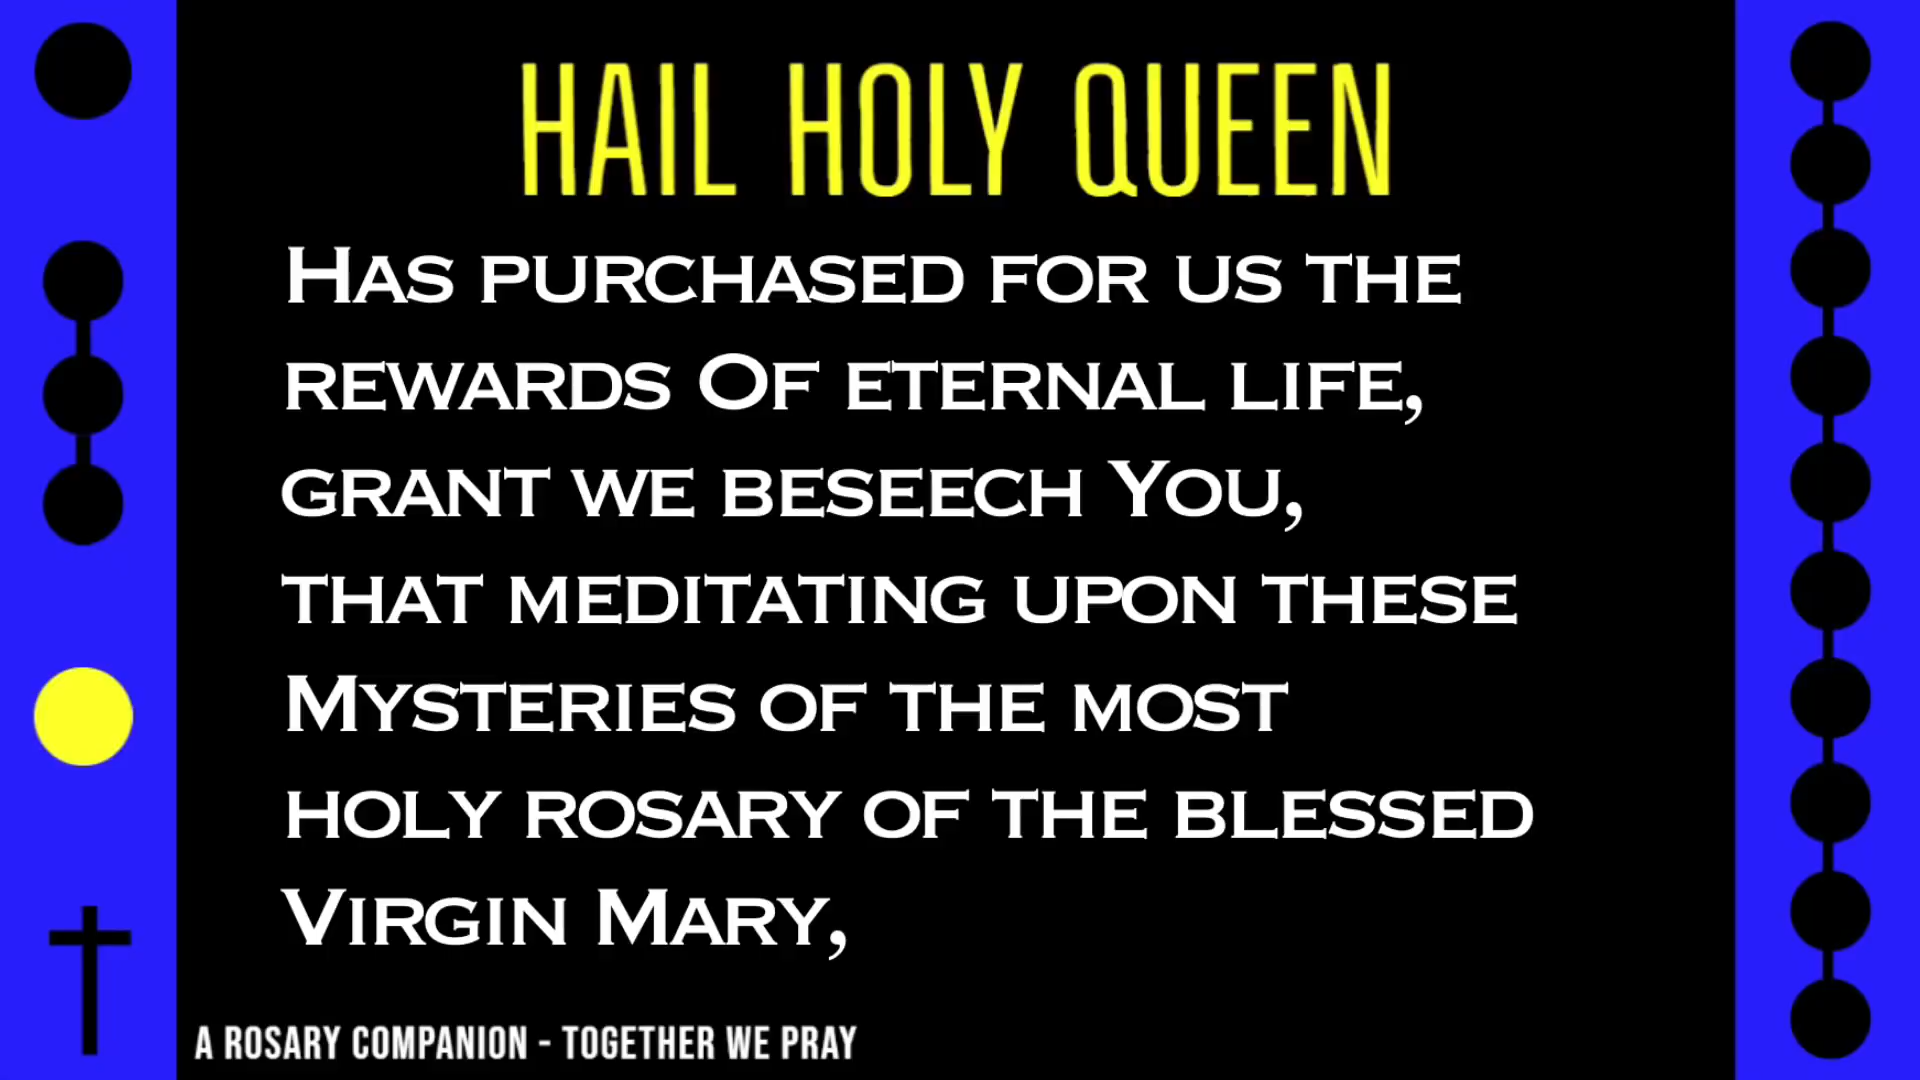 HAIL HOLY QUEEN
Has purchased for us the
rewards Of eternal life,
grant we beseech You,
that meditating upon these
Mysteries of the most
holy rosary of the blessed
Virgin Mary,
A ROSARY COMPANION - TOGETHER WE PRAY